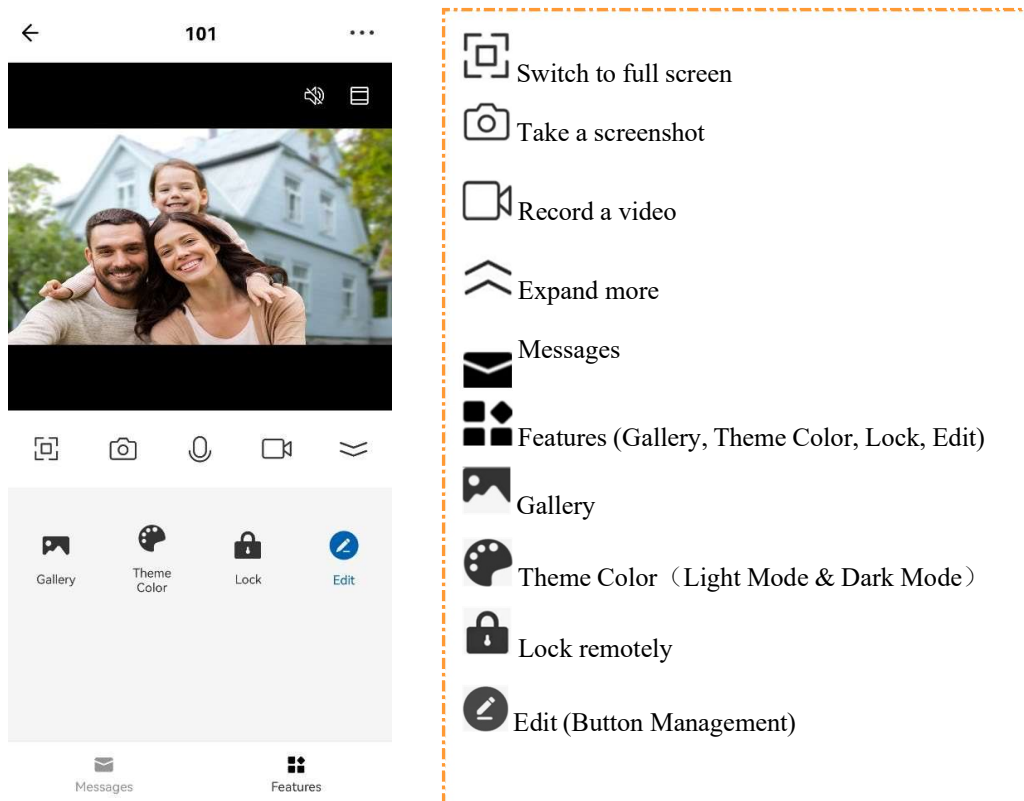 101
Gallery
Theme
Color
Lock
Edit
Messages
Features
Switch to full screen
Take a screenshot
Record a video
Expand more
Messages
Features (Gallery, Theme Color, Lock, Edit)
Gallery
Theme Color（Light Mode & Dark Mode）
Lock remotely
Edit (Button Management)